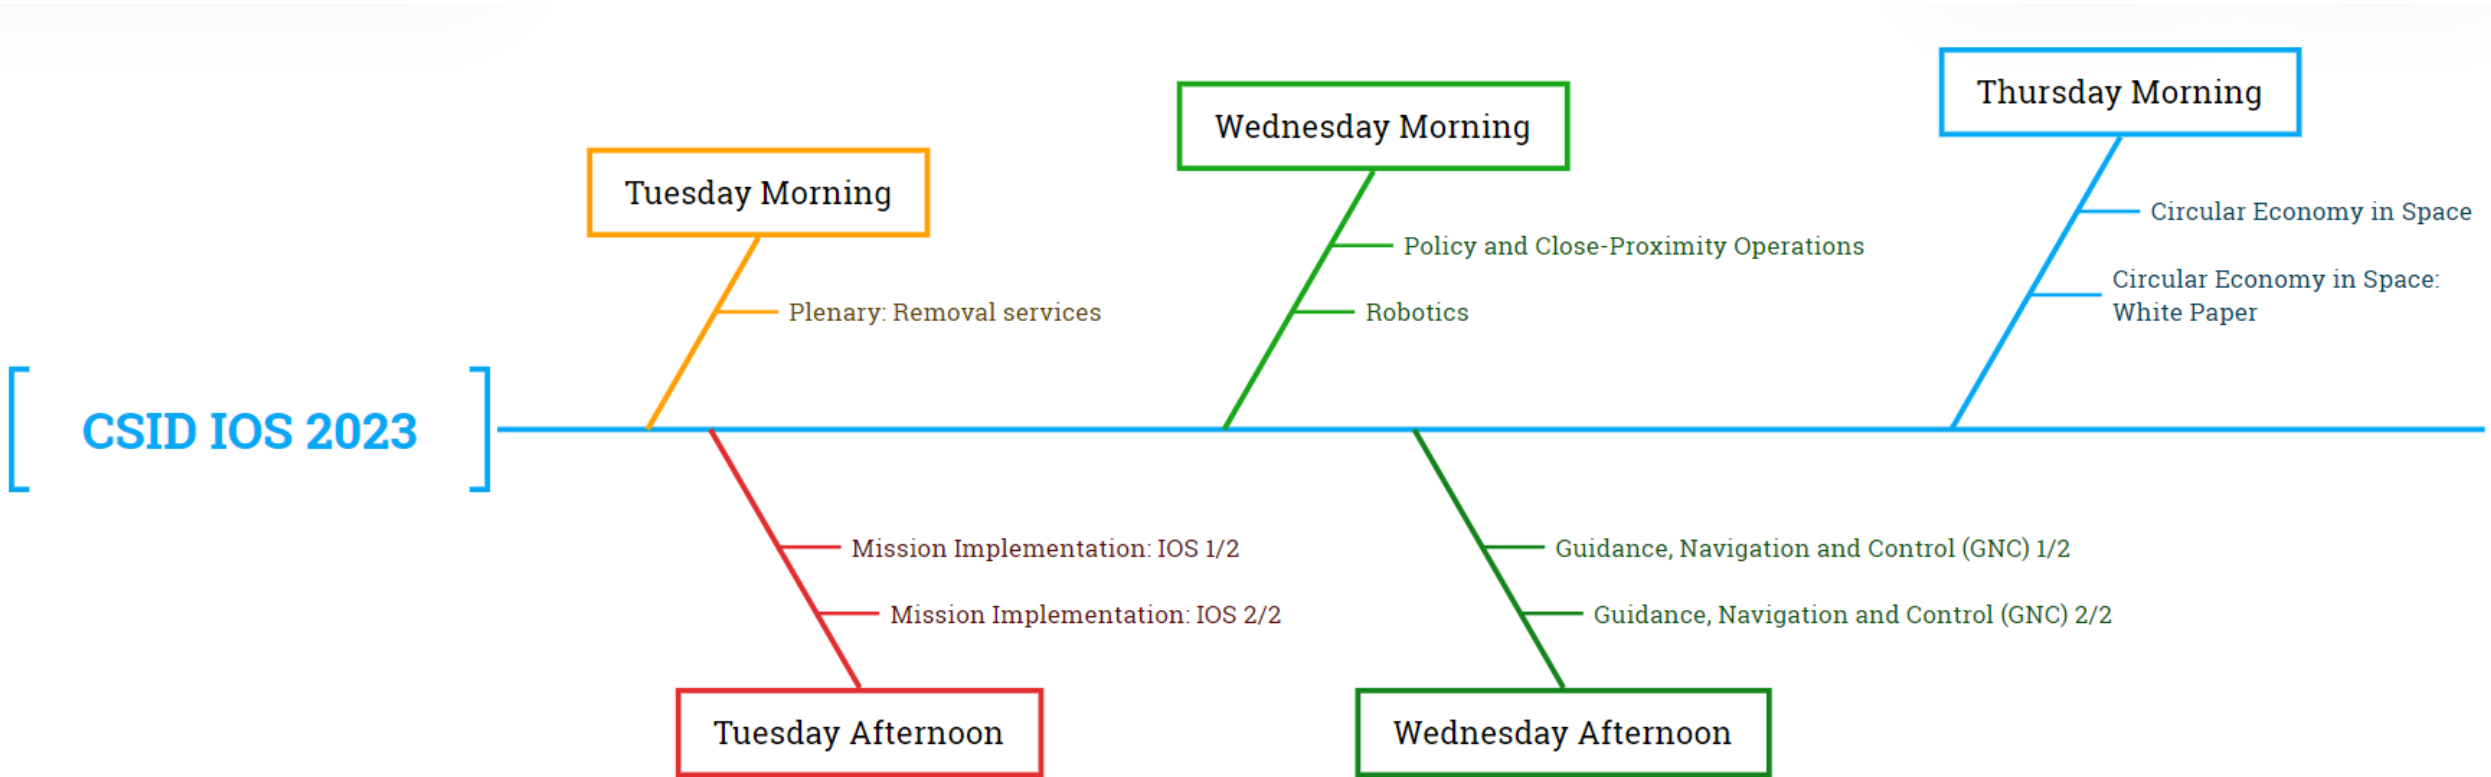 CSID IOS 2023
Tuesday Morning
Plenary: Removal services
Tuesday Afternoon
Mission Implementation: IOS 1/2
Mission Implementation: IOS 2/2
Wednesday Morning
Policy and Close-Proximity Operations
Robotics
Wednesday Afternoon
Guidance, Navigation and Control (GNC) 1/2
Guidance, Navigation and Control (GNC) 2/2
Thursday Morning
Circular Economy in Space
Circular Economy in Space:
White Paper